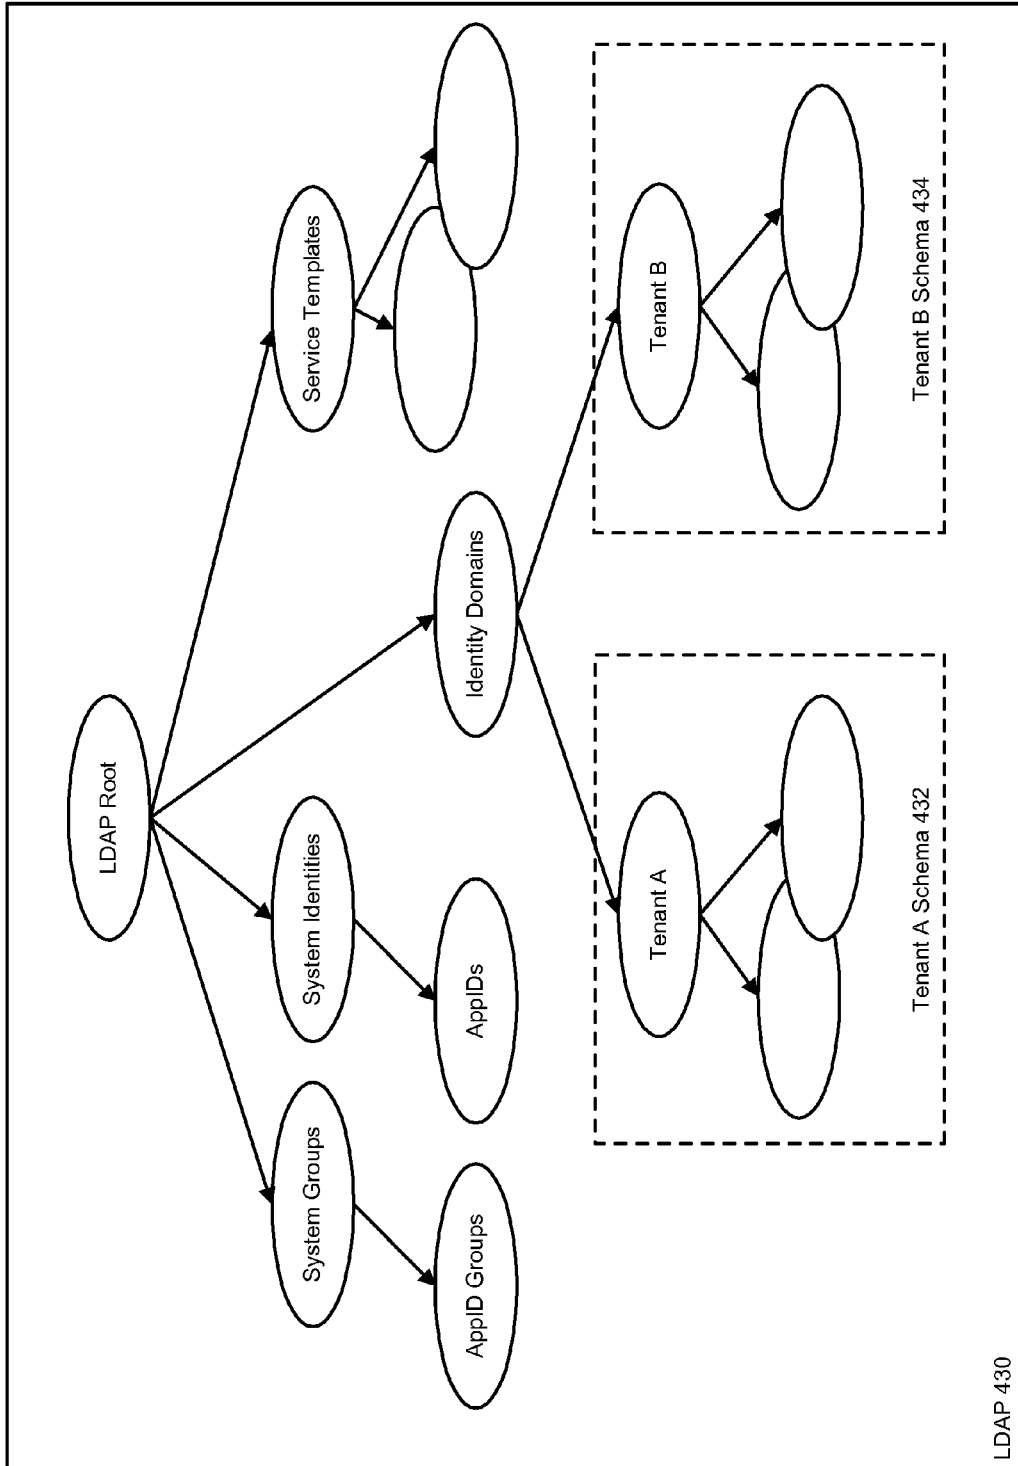 LDAP Root
System Groups
System Identities
Service Templates
AppID Groups
AppIDs
Identity Domains
Tenant A
Tenant B
Tenant A Schema 432
Tenant B Schema 434
LDAP 430